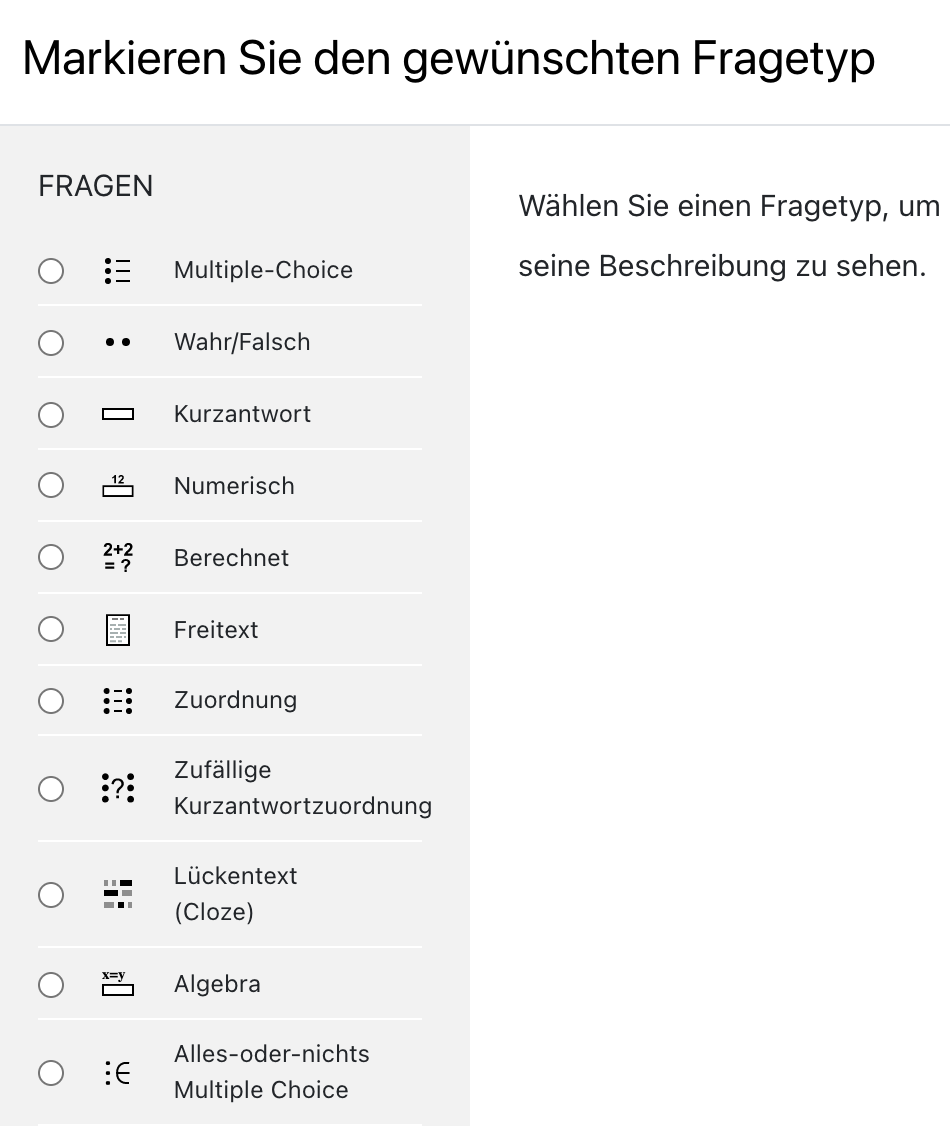 Markieren Sie den gewünschten Fragetyp
FRAGEN
Multiple-Choice
Wahr/Falsch
Kurzantwort
12
Numerisch
2+2
= ?
Berechnet
Freitext
Zuordnung
?
Zufällige
Kurzantwortzuordnung
Lückentext
(Cloze)
x=y
Algebra
Alles-oder-nichts
Multiple Choice
Wählen Sie einen Fragetyp, um
seine Beschreibung zu sehen.